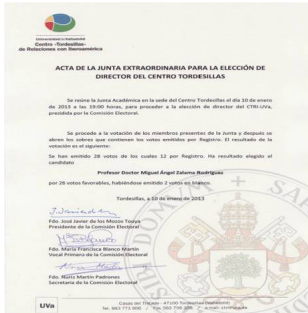 Universidad de Valladolid
Centro «Tordesillas»
de Relaciones con Iberoamérica
ACTA DE LA JUNTA EXTRAORDINARIA PARA LA ELECCIÓN DE
DIRECTOR DEL CENTRO TORDESILLAS
Se reúne la Junta Académica en la sede del Centro Tordesillas el día 10 de enero
de 2013 a las 19:00 horas, para proceder a la elección de director del CTRI-UVa,
presidida por la Comisión Electoral.
Se procede a la votación de los miembros presentes de la Junta y después se
abren los sobres que contienen los votos emitidos por Registro. El resultado de la
votación es el siguiente:
Se han emitido 28 votos de los cuales 12 por Registro. Ha resultado elegido el
candidato
Profesor Doctor Miguel Ángel Zalama Rodríguez
por 26 votos favorables, habiéndose emitido 2 votos en blanco.
Tordesillas, a 10 de enero de 2013
Fdo. José Javier de los Mozos Touya
Presidente de la Comisión Electoral
Fdo. María Francisca Blanco Martín
Vocal Primera de la Comisión Electoral
Fdo. Nuris Martín Padrones
Secretaria de la Comisión Electoral
UVa
Casas del Tratado - 47100 Tordesillas (Valladolid)